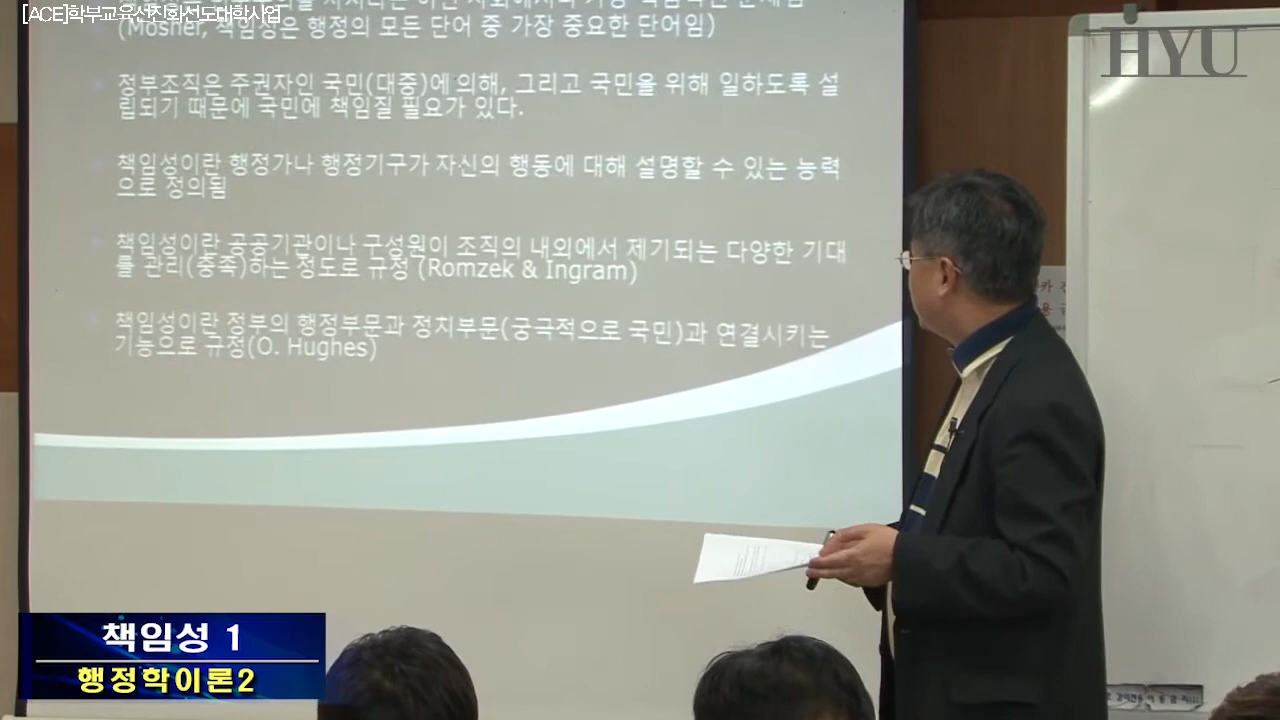 [ACE]학부교육선진화선도대학사업
HYU
(Mosher, 책임성은 행정의 모든 단어 중 가장 중요한 단어임)
정부조직은 주권자인 국민(대중)에 의해, 그리고 국민을 위해 일하도록 설
립되기 때문에 국민에 책임질 필요가 있다.
책임성이란 행정가나 행정기구가 자신의 행동에 대해 설명할 수 있는 능력
으로 정의됨
책임성이란 공공기관이나 구성원이 조직의 내외에서 제기되는 다양한 기대
를 관리(충족)하는 정도로 규정 (Romzek & Ingram)
책임성이란 정부의 행정부문과 정치부문(궁극적으로 국민)과 연결시키는
기능으로 규정(O. Hughes)
책임성 1
행정학이론2